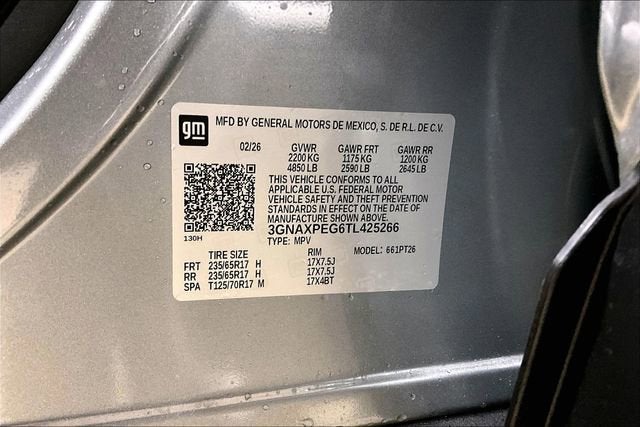 gm
MFD BY GENERAL MOTORS DE MEXICO, S. DE R.L. DE C.V.
02/26 GVWR GAWR FRT GAWR RR
2200 KG 1175 KG 1200 KG
4850 LB 2590 LB 2645 LB
THIS VEHICLE CONFORMS TO ALL
APPLICABLE U.S. FEDERAL MOTOR
VEHICLE SAFETY AND THEFT PREVENTION
STANDARDS IN EFFECT ON THE DATE OF
MANUFACTURE SHOWN ABOVE.
3GNAXPEG6TL425266
130H
TYPE: MPV
MODEL: 661PT26
TIRE SIZE RIM
FRT 235/65R17 H 17X7.5J
RR 235/65R17 H 17X7.5J
SPA T125/70R17 M 17X4BT